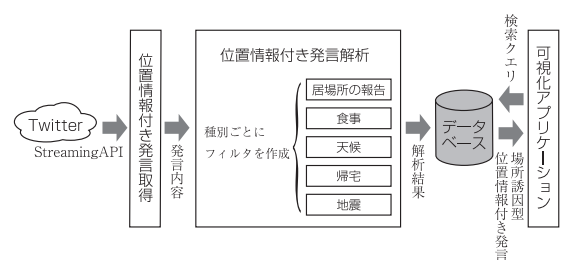 Twitter
StreamingAPI
位置情報付き発言取得
発言内容
位置情報付き発言解析
種別ごとに
フィルタを作成
居場所の報告
食事
天候
帰宅
地震
解析結果
データ
ベース
検索クエリ
場所誘因型
位置情報付き発言
可視化アプリケーション